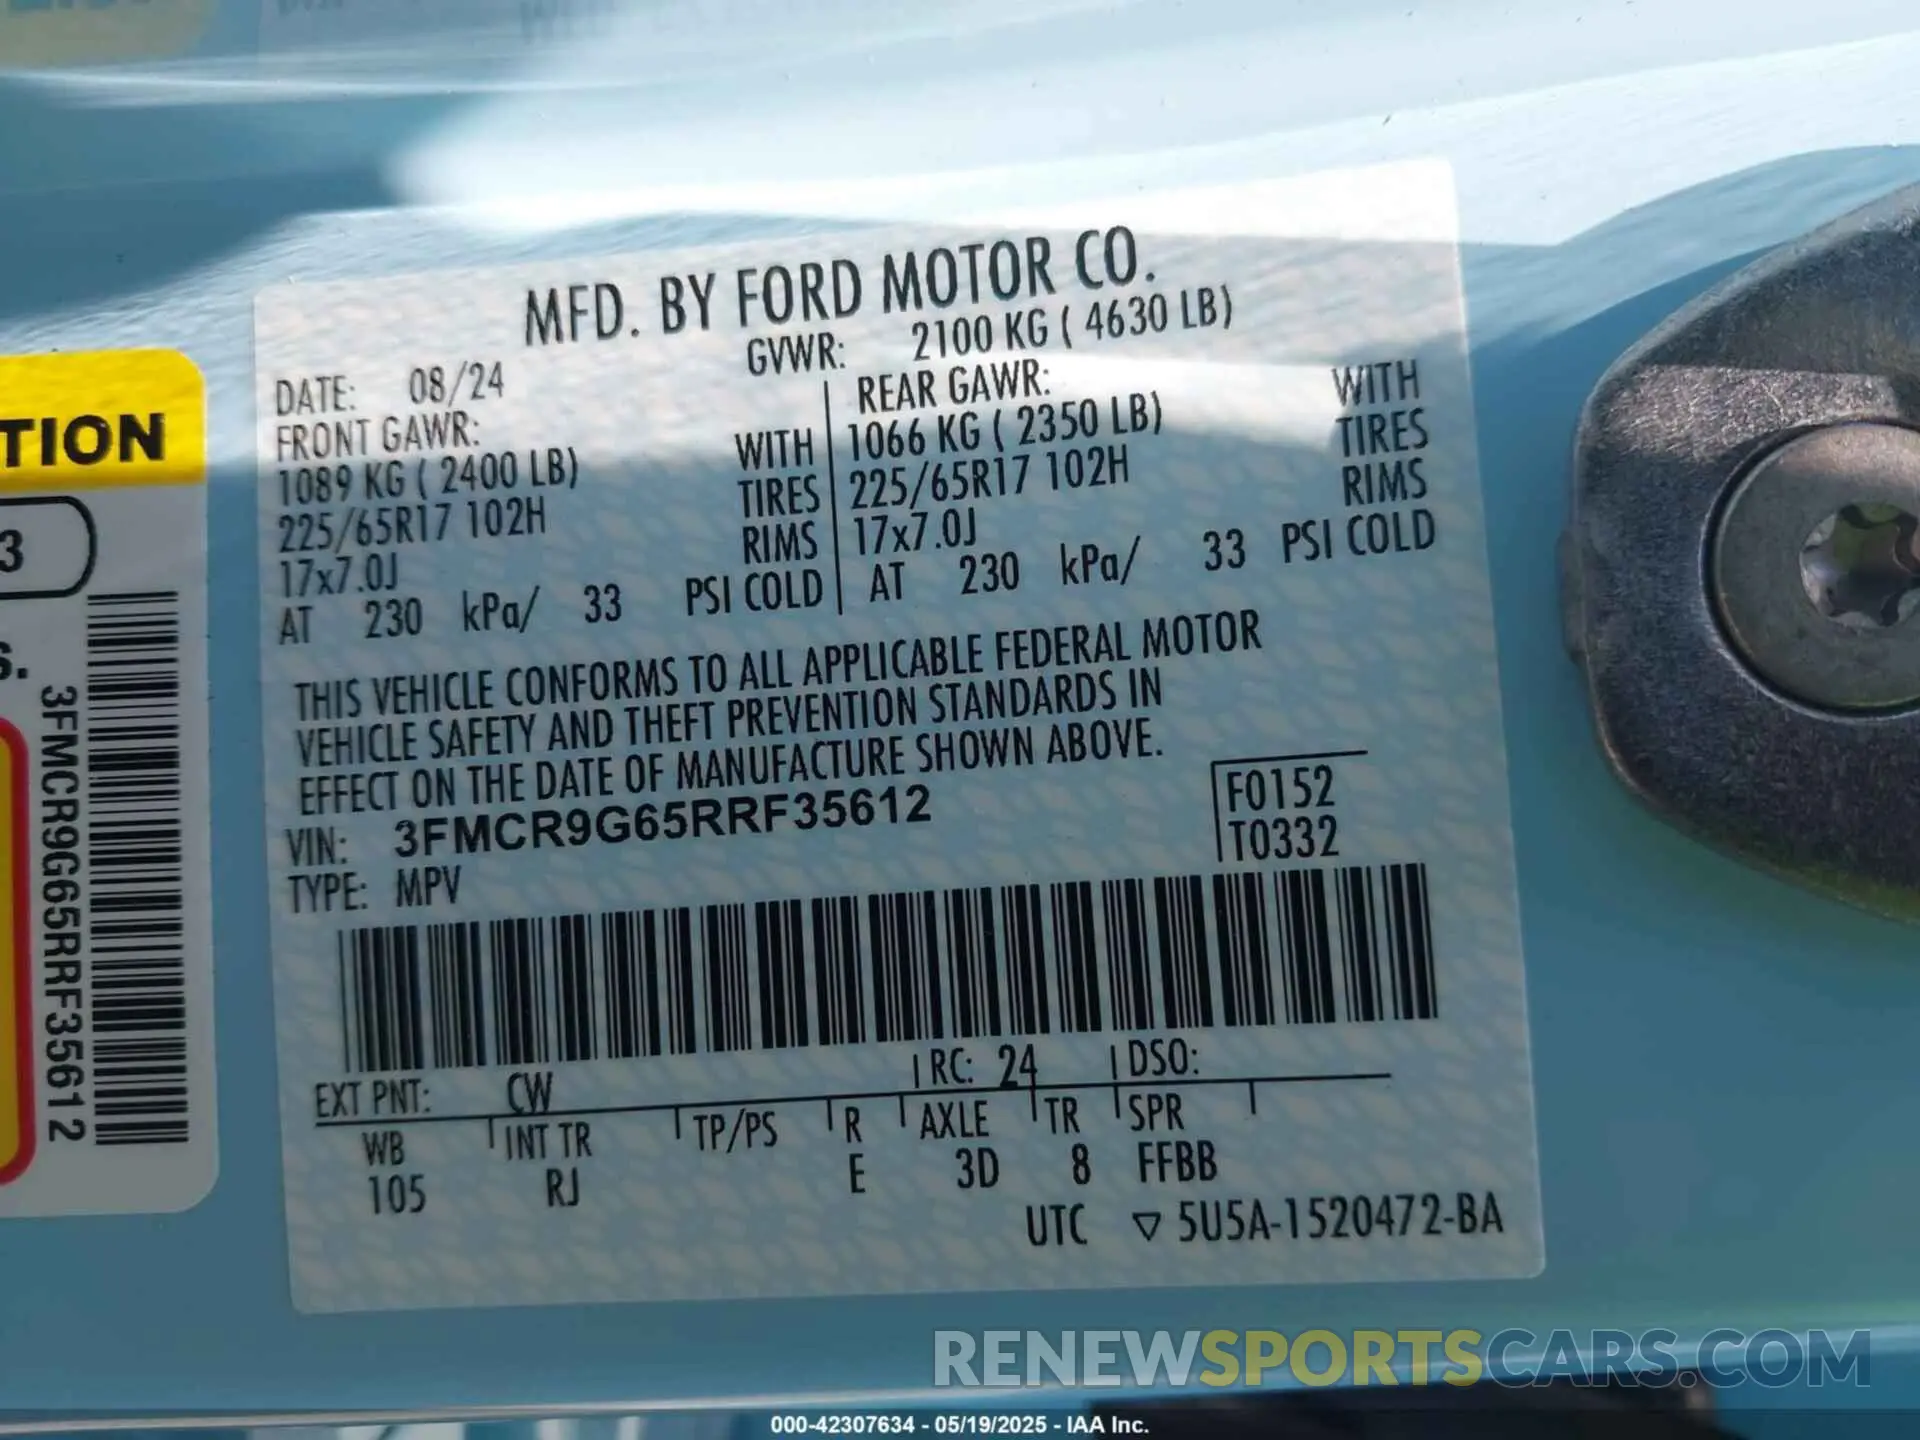 MFD. BY FORD MOTOR CO.
DATE: 08/24 GVWR: 2100 KG ( 4630 LB)
FRONT GAWR: REAR GAWR:
1089 KG ( 2400 LB) WITH 1066 KG ( 2350 LB) WITH
225/65R17 102H TIRES 225/65R17 102H TIRES
17x7.0J RIMS 17x7.0J RIMS
AT 230 kPa/ 33 PSI COLD AT 230 kPa/ 33 PSI COLD
THIS VEHICLE CONFORMS TO ALL APPLICABLE FEDERAL MOTOR
VEHICLE SAFETY AND THEFT PREVENTION STANDARDS IN
EFFECT ON THE DATE OF MANUFACTURE SHOWN ABOVE.
VIN: 3FMCR9G65RRF35612 F0152
TYPE: MPV T0332
EXT PNT: CW RC: 24 DSO:
WB INT TR TP/PS R AXLE TR SPR
105 RJ E 3D 8 FFBB
UTC ▽ 5U5A-1520472-BA
TION
3
S.
3FMCR9G65RRF35612
RENEWSPORTSCARS.COM
000-42307634 - 05/19/2025 - IAA Inc.